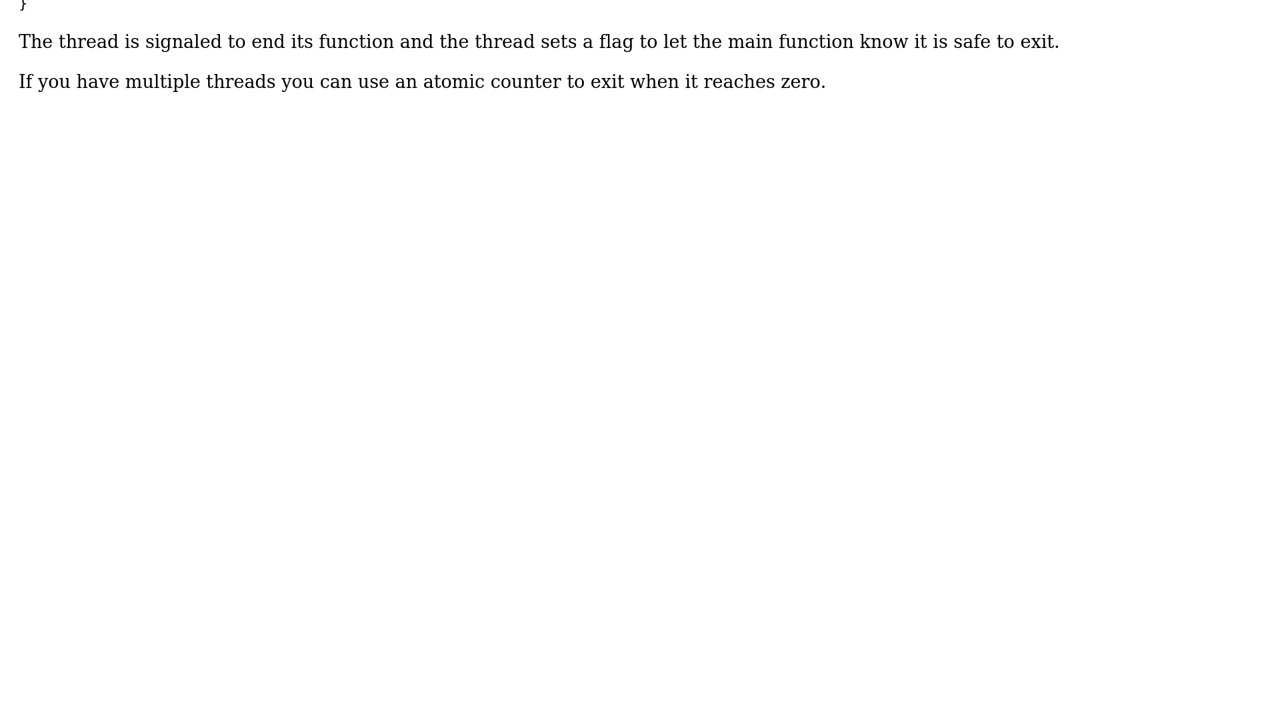 }
The thread is signaled to end its function and the thread sets a flag to let the main function know it is safe to exit.
If you have multiple threads you can use an atomic counter to exit when it reaches zero.